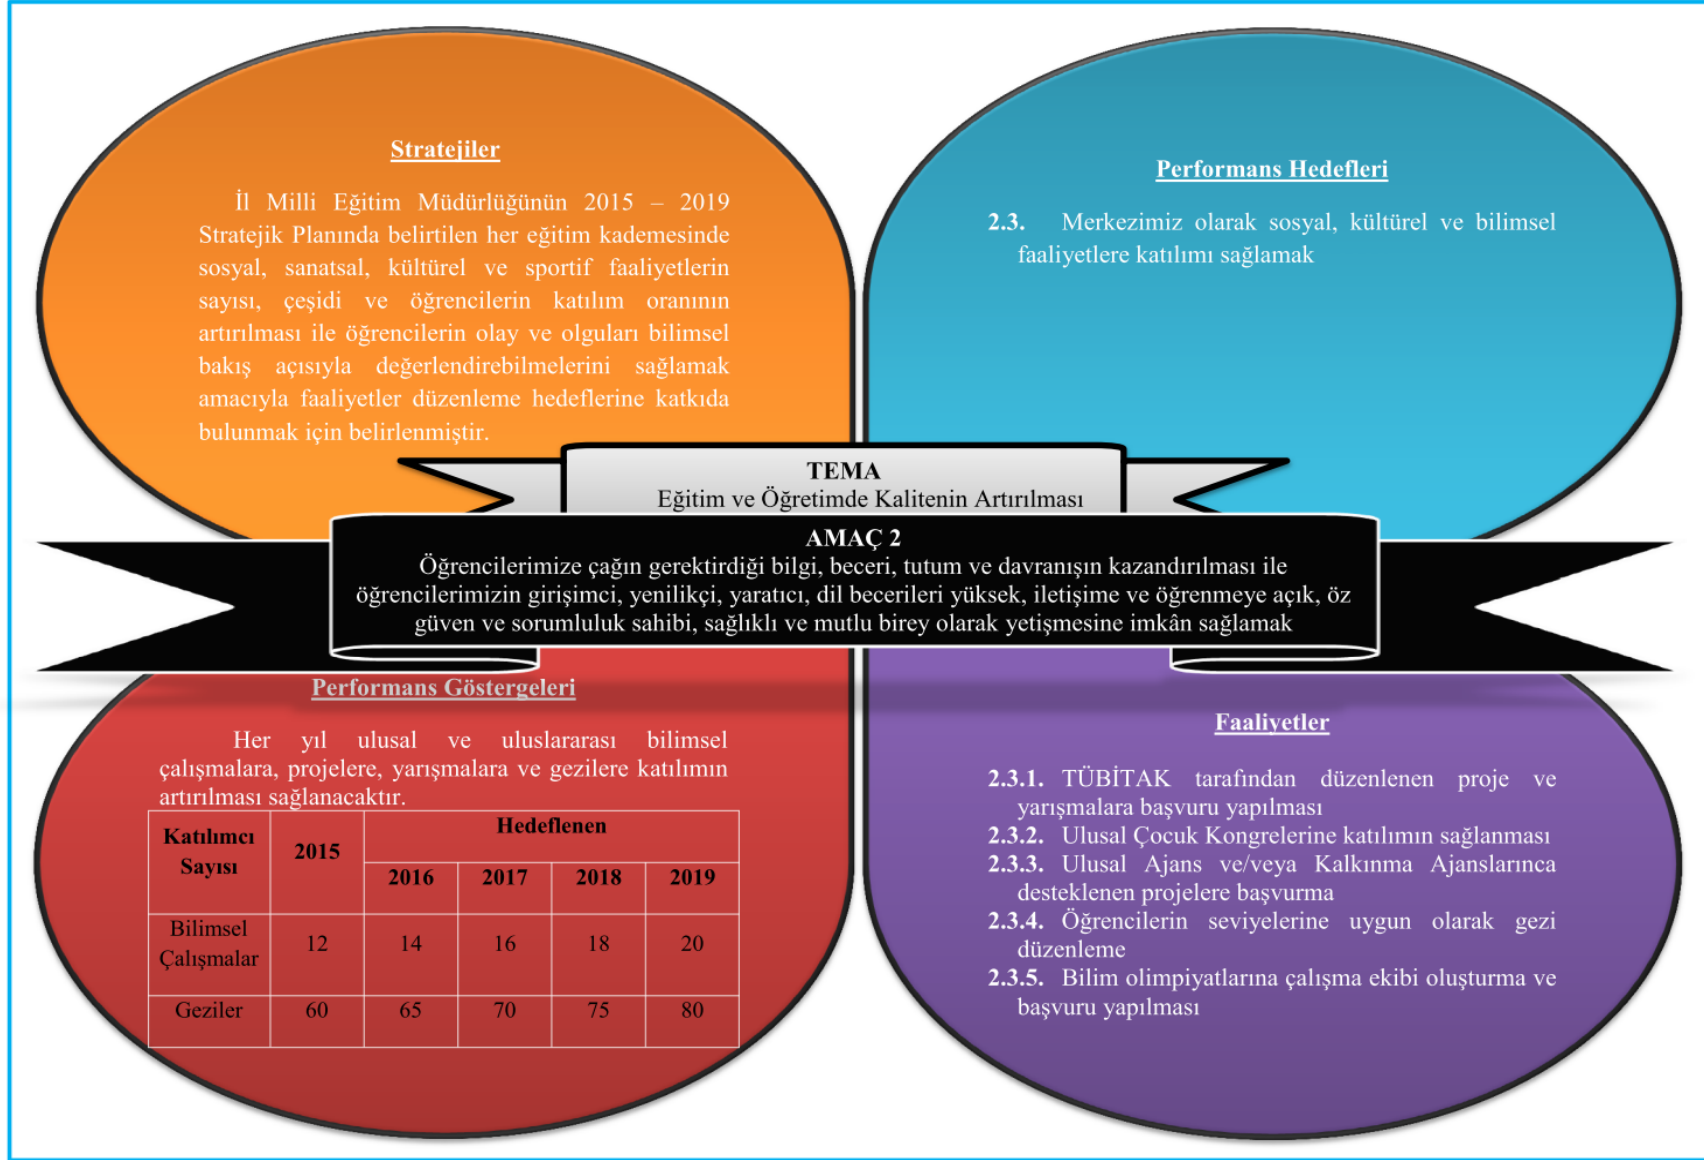 Stratejiler
İl Milli Eğitim Müdürlüğünün 2015 – 2019
Stratejik Planında belirtilen her eğitim kademesinde
sosyal, sanatsal, kültürel ve sportif faaliyetlerin
sayısı, çeşidi ve öğrencilerin katılım oranının
artırılması ile öğrencilerin olay ve olguları bilimsel
bakış açısıyla değerlendirebilmelerini sağlamak
amacıyla faaliyetler düzenleme hedeflerine katkıda
bulunmak için belirlenmiştir.
Performans Hedefleri
2.3. Merkezimiz olarak sosyal, kültürel ve bilimsel
faaliyetlere katılımı sağlamak
TEMA
Eğitim ve Öğretimde Kalitenin Artırılması
AMAÇ 2
Öğrencilerimize çağın gerektirdiği bilgi, beceri, tutum ve davranışın kazandırılması ile
öğrencilerimizin girişimci, yenilikçi, yaratıcı, dil becerileri yüksek, iletişime ve öğrenmeye açık, öz
güven ve sorumluluk sahibi, sağlıklı ve mutlu birey olarak yetişmesine imkân sağlamak
Performans Göstergeleri
Her yıl ulusal ve uluslararası bilimsel
çalışmalara, projelere, yarışmalara ve gezilere katılımın
artırılması sağlanacaktır.
Katılımcı
Sayısı
2015
Hedeflenen
2016 2017 2018 2019
Bilimsel
Çalışmalar
12 14 16 18 20
Geziler 60 65 70 75 80
Faaliyetler
2.3.1. TÜBİTAK tarafından düzenlenen proje ve
yarışmalara başvuru yapılması
2.3.2. Ulusal Çocuk Kongrelerine katılımın sağlanması
2.3.3. Ulusal Ajans ve/veya Kalkınma Ajanslarınca
desteklenen projelere başvurma
2.3.4. Öğrencilerin seviyelerine uygun olarak gezi
düzenleme
2.3.5. Bilim olimpiyatlarına çalışma ekibi oluşturma ve
başvuru yapılması